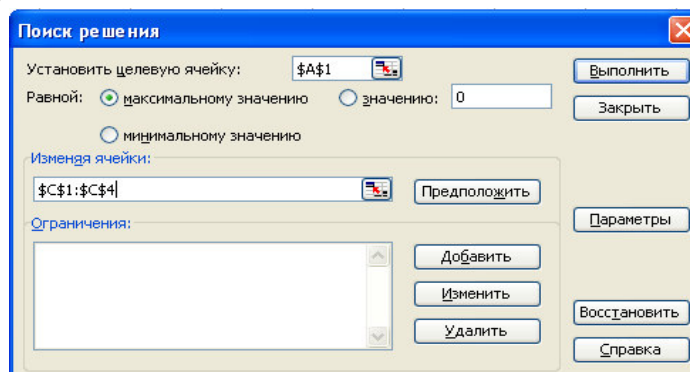 Поиск решения
Установить целевую ячейку: $A$1 Выполнить
Равной: максимальному значению значению: 0 Закрыть
минимальному значению
Изменяя ячейки:
$C$1:$C$4 Предположить
Ограничения: Параметры
Добавить
Изменить
Восстановить
Удалить
Справка